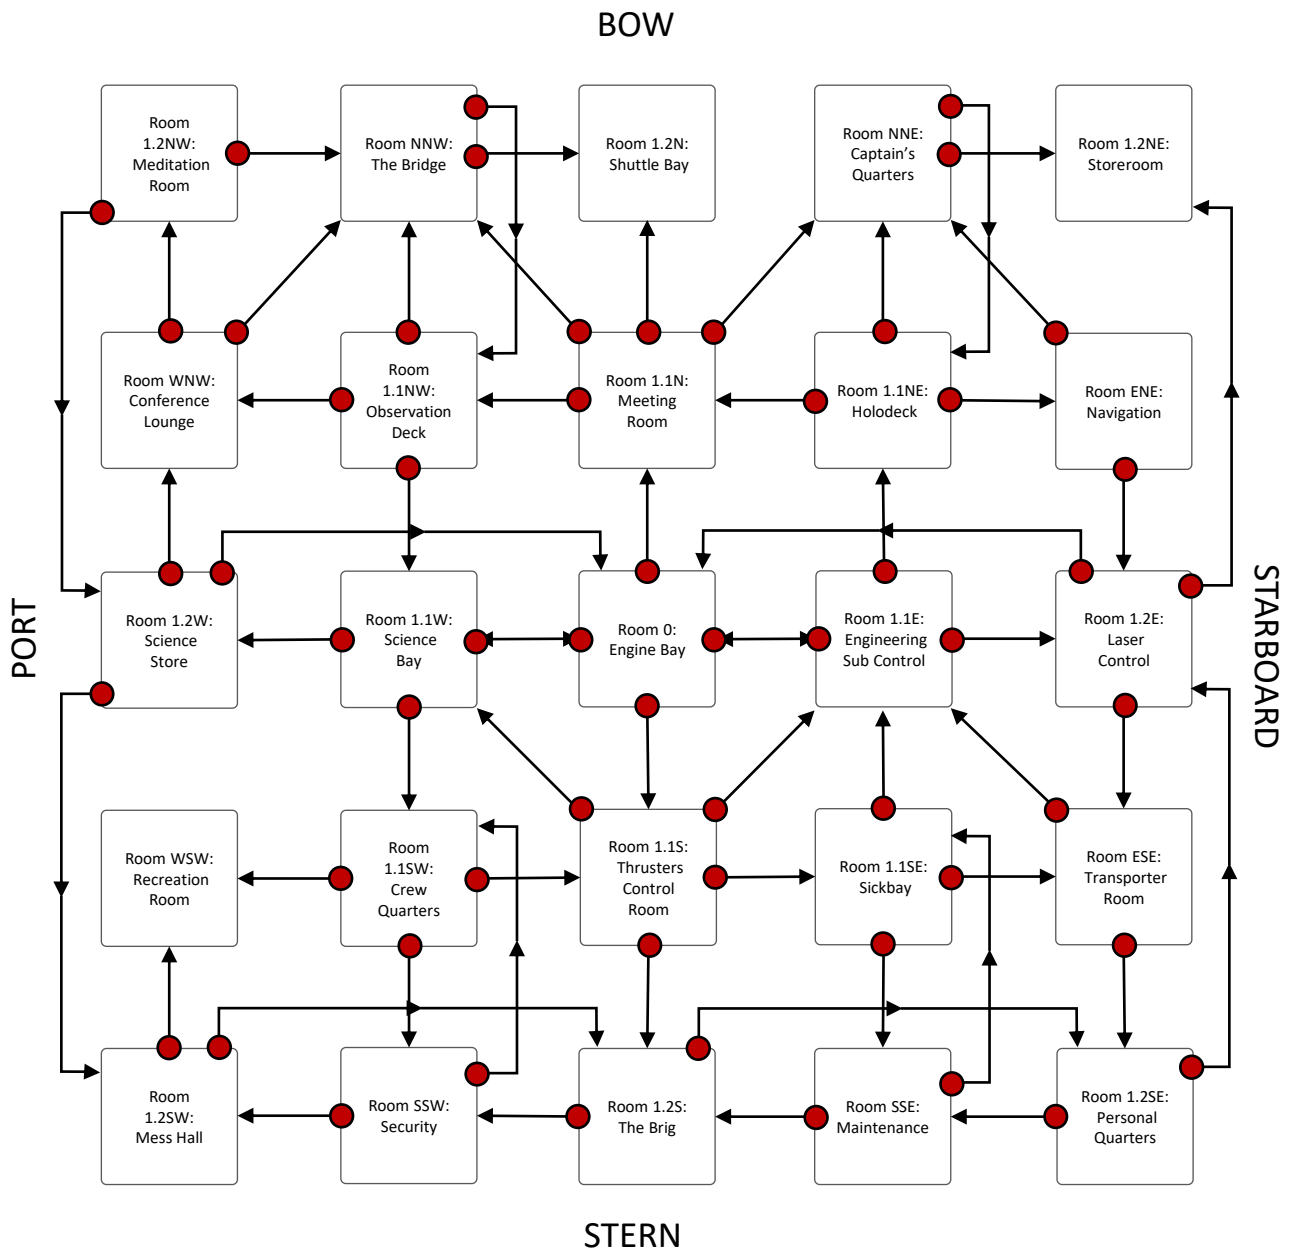 BOW
Room
1.2NW:
Meditation
Room
Room NNW:
The Bridge
Room 1.2N:
Shuttle Bay
Room NNE:
Captain's
Quarters
Room 1.2NE:
Storeroom
Room WNW:
Conference
Lounge
Room
1.1NW:
Observation
Deck
Room 1.1N:
Meeting
Room
Room 1.1NE:
Holodeck
Room ENE:
Navigation
PORT
Room 1.2W:
Science
Store
Room 1.1W:
Science
Bay
Room 0:
Engine Bay
Room 1.1E:
Engineering
Sub Control
Room 1.2E:
Laser
Control
STARBOARD
Room WSW:
Recreation
Room
Room
1.1SW:
Crew
Quarters
Room 1.1S:
Thrusters
Control
Room
Room 1.1SE:
Sickbay
Room ESE:
Transporter
Room
Room
1.2SW:
Mess Hall
Room SSW:
Security
Room 1.2S:
The Brig
Room SSE:
Maintenance
Room 1.2SE:
Personal
Quarters
STERN